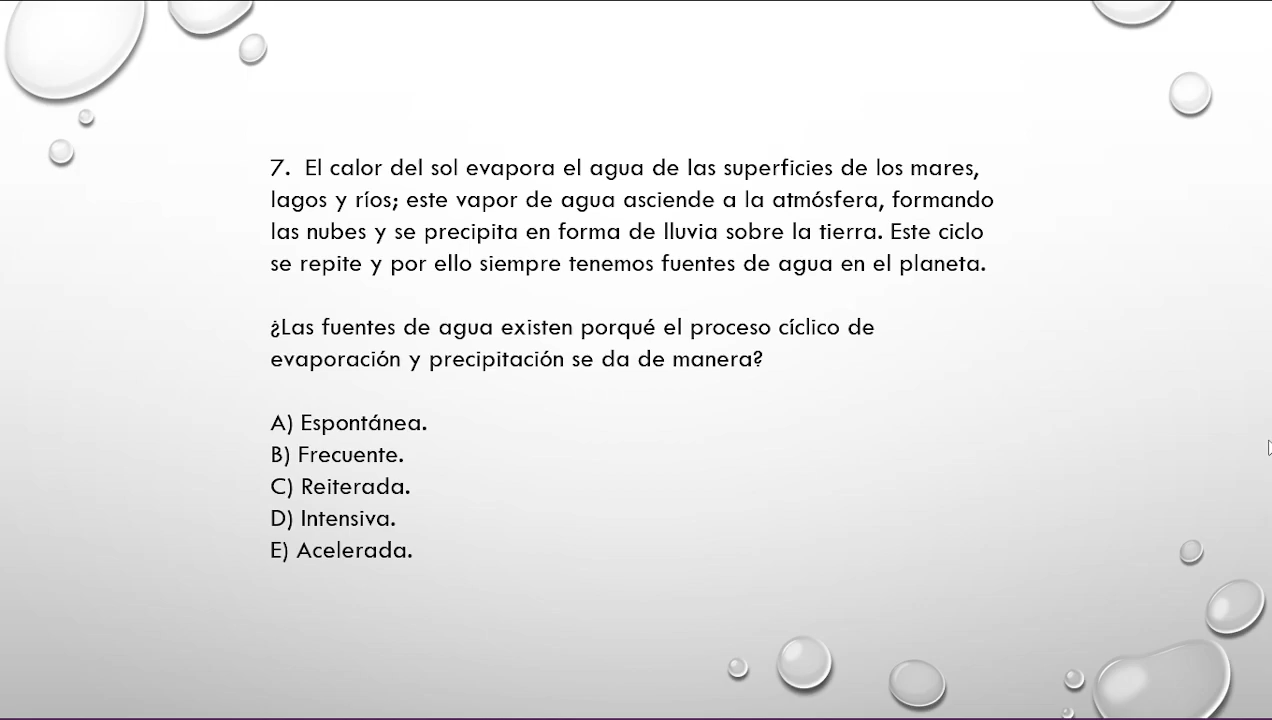 7. El calor del sol evapora el agua de las superficies de los mares,
lagos y ríos; este vapor de agua asciende a la atmósfera, formando
las nubes y se precipita en forma de lluvia sobre la tierra. Este ciclo
se repite y por ello siempre tenemos fuentes de agua en el planeta.
¿Las fuentes de agua existen porqué el proceso cíclico de
evaporación y precipitación se da de manera?
A) Espontánea.
B) Frecuente.
C) Reiterada.
D) Intensiva.
E) Acelerada.